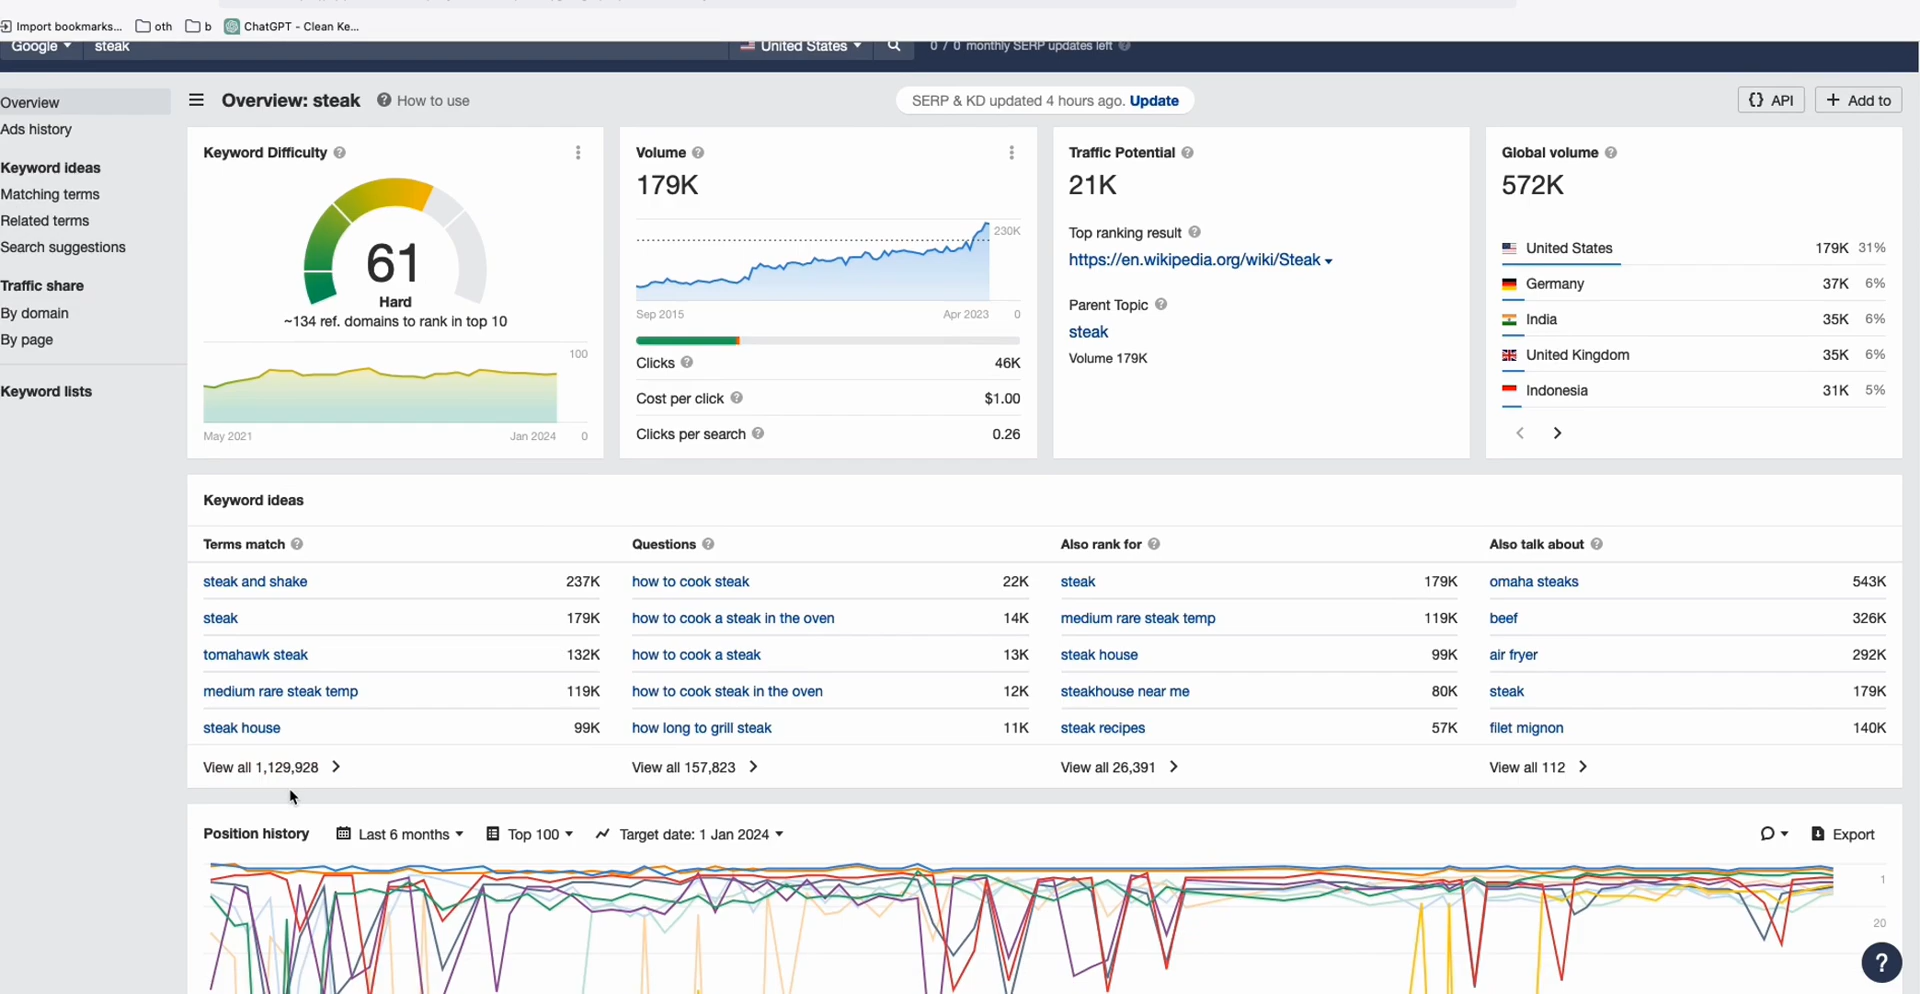 Import bookmarks... oth b ChatGPT - Clean Ke...
Google steak United States 0 / 0 monthly SERP updates left
Overview
Ads history
Keyword ideas
Matching terms
Related terms
Search suggestions
Traffic share
By domain
By page
Keyword lists
Overview: steak How to use SERP & KD updated 4 hours ago. Update {} API + Add to
Keyword Difficulty
61
Hard
~134 ref. domains to rank in top 10
100
May 2021 Jan 2024 0
Volume
179K
230K
Sep 2015 Apr 2023 0
Clicks 46K
Cost per click $1.00
Clicks per search 0.26
Traffic Potential
21K
Top ranking result
https://en.wikipedia.org/wiki/Steak
Parent Topic
steak
Volume 179K
Global volume
572K
United States 179K 31%
Germany 37K 6%
India 35K 6%
United Kingdom 35K 6%
Indonesia 31K 5%
Keyword ideas
Terms match
steak and shake 237K
steak 179K
tomahawk steak 132K
medium rare steak temp 119K
steak house 99K
View all 1,129,928
Questions
how to cook steak 22K
how to cook a steak in the oven 14K
how to cook a steak 13K
how to cook steak in the oven 12K
how long to grill steak 11K
View all 157,823
Also rank for
steak 179K
medium rare steak temp 119K
steak house 99K
steakhouse near me 80K
steak recipes 57K
View all 26,391
Also talk about
omaha steaks 543K
beef 326K
air fryer 292K
steak 179K
filet mignon 140K
View all 112
Position history Last 6 months Top 100 Target date: 1 Jan 2024 Export
1
20
?